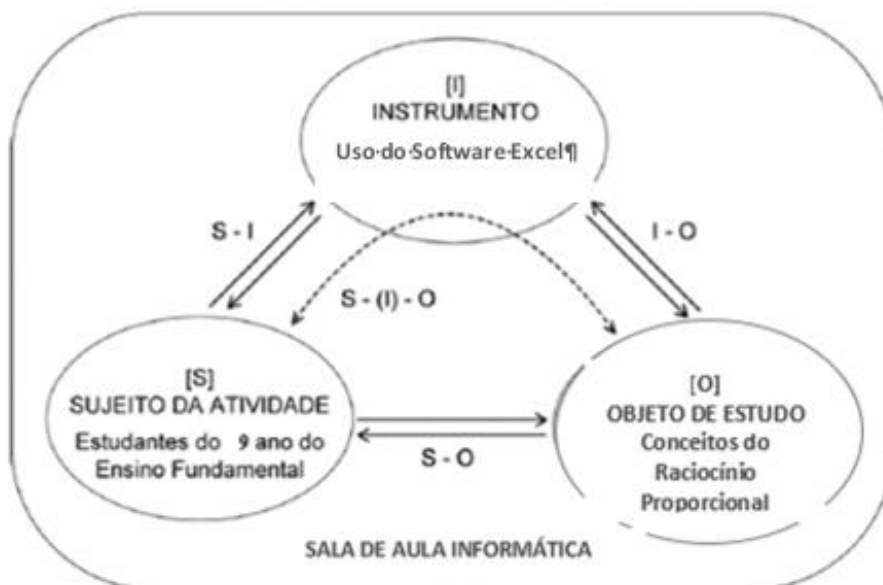 [I]
INSTRUMENTO
Uso·do·Software·Excel¶
S - I
I - O
S - (I) - O
[S]
SUJEITO DA ATIVIDADE
Estudantes do 9 ano do
Ensino Fundamental
[O]
OBJETO DE ESTUDO
Conceitos do
Raciocínio
Proporcional
S - O
SALA DE AULA INFORMÁTICA